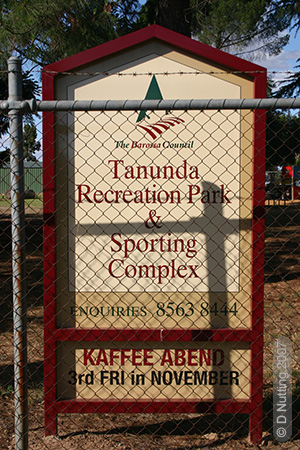 The Barossa Council
Tanunda
Recreation Park
&
Sporting
Complex
ENQUIRIES 8563 8444
KAFFEE ABEND
3rd FRI in NOVEMBER
© D Nutting 2007